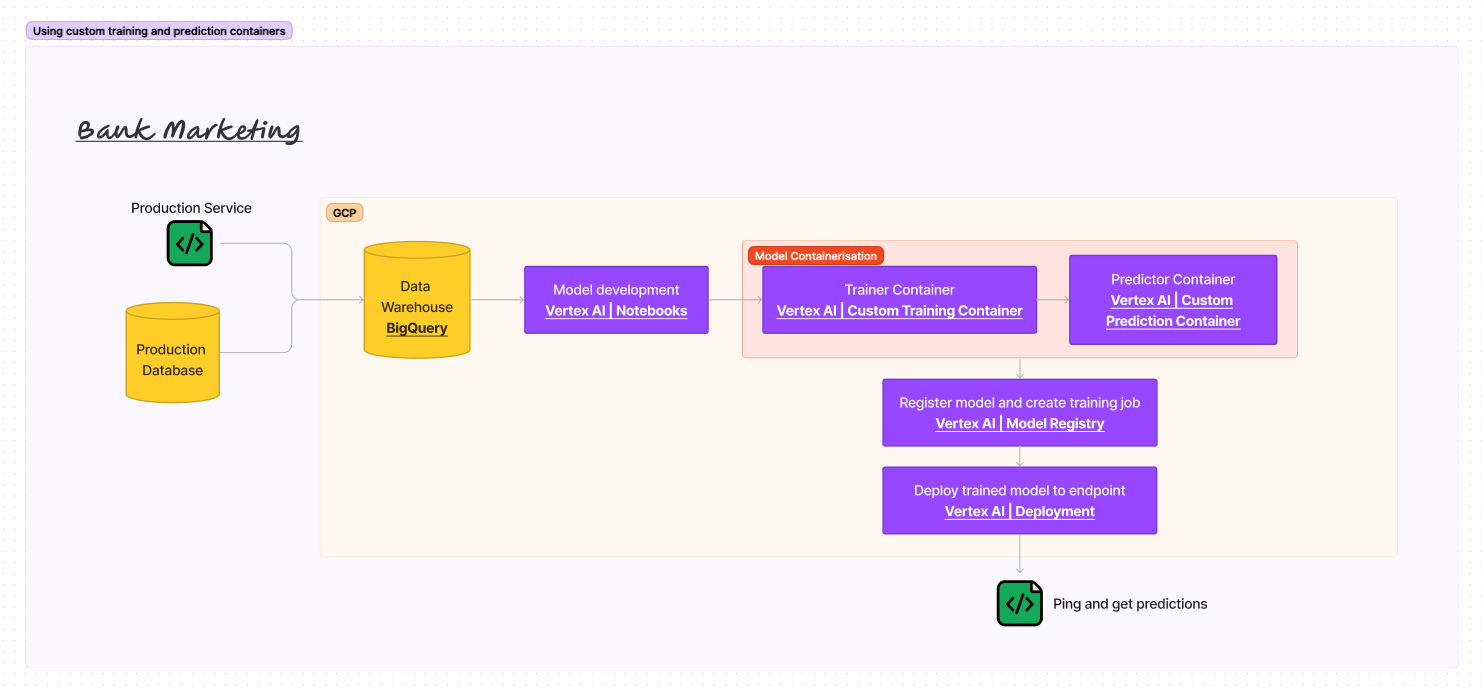 Using custom training and prediction containers
Bank Marketing
Production Service
Production
Database
GCP
Data
Warehouse
BigQuery
Model development
Vertex AI | Notebooks
Model Containerisation
Trainer Container
Vertex AI | Custom Training Container
Predictor Container
Vertex AI | Custom
Prediction Container
Register model and create training job
Vertex AI | Model Registry
Deploy trained model to endpoint
Vertex AI | Deployment
Ping and get predictions